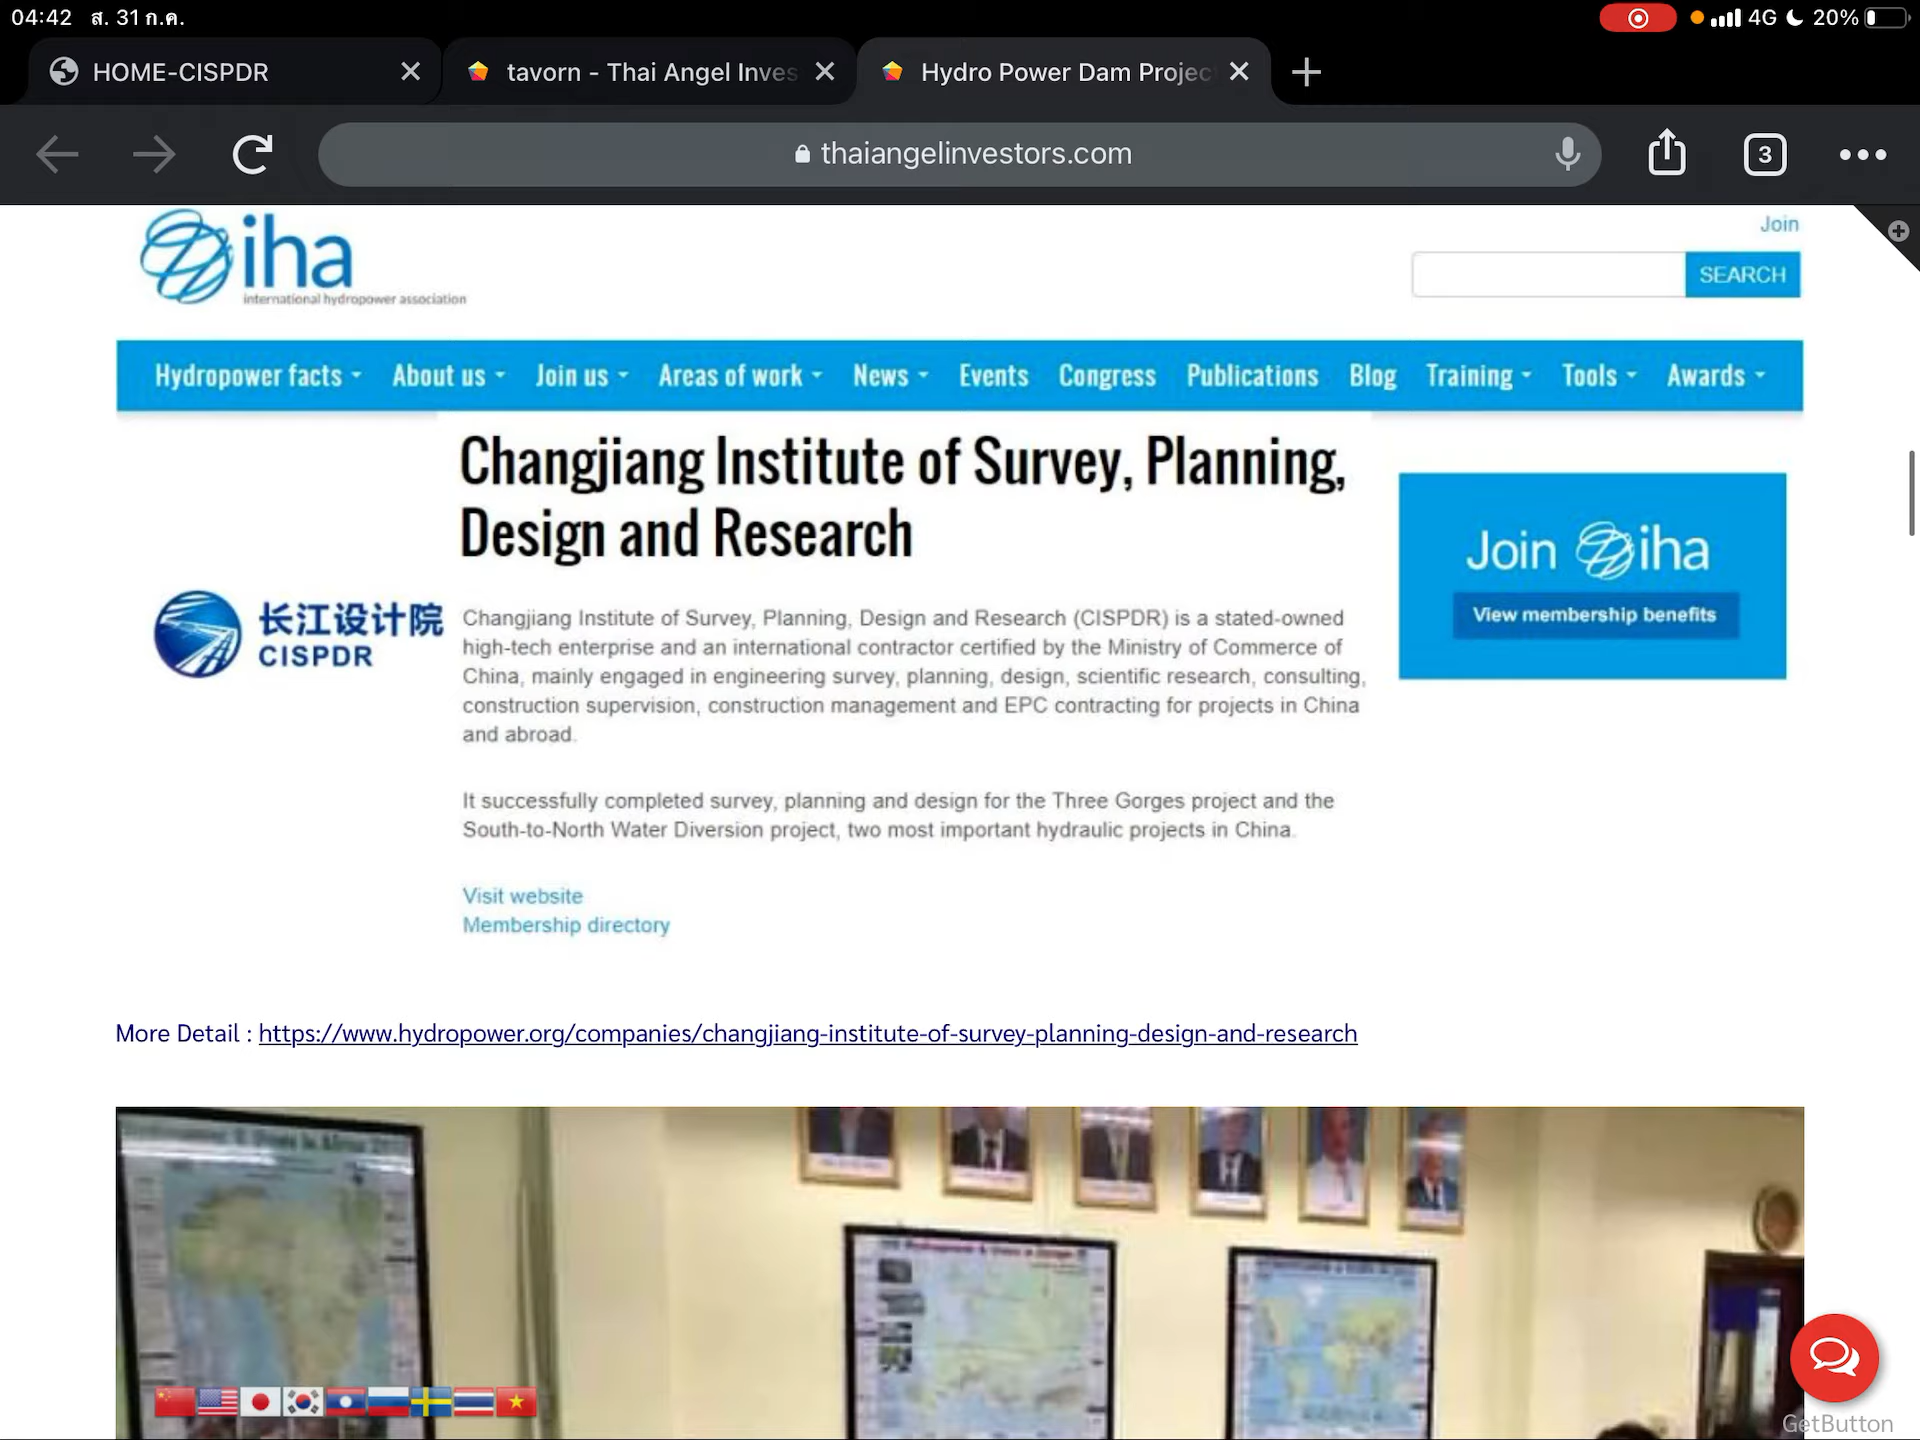 04:42 ส. 31 ก.ค.
4G 20%
HOME-CISPDR
tavorn - Thai Angel Inves
Hydro Power Dam Projec
thaiangelinvestors.com
3
iha
international hydropower association
Join
SEARCH
Hydropower facts About us Join us Areas of work News Events Congress Publications Blog Training Tools Awards
Changjiang Institute of Survey, Planning,
Design and Research
长江设计院
CISPDR
Changjiang Institute of Survey, Planning, Design and Research (CISPDR) is a stated-owned
high-tech enterprise and an international contractor certified by the Ministry of Commerce of
China, mainly engaged in engineering survey, planning, design, scientific research, consulting,
construction supervision, construction management and EPC contracting for projects in China
and abroad.
It successfully completed survey, planning and design for the Three Gorges project and the
South-to-North Water Diversion project, two most important hydraulic projects in China.
Visit website
Membership directory
Join iha
View membership benefits
More Detail : https://www.hydropower.org/companies/changjiang-institute-of-survey-planning-design-and-research
GetButton